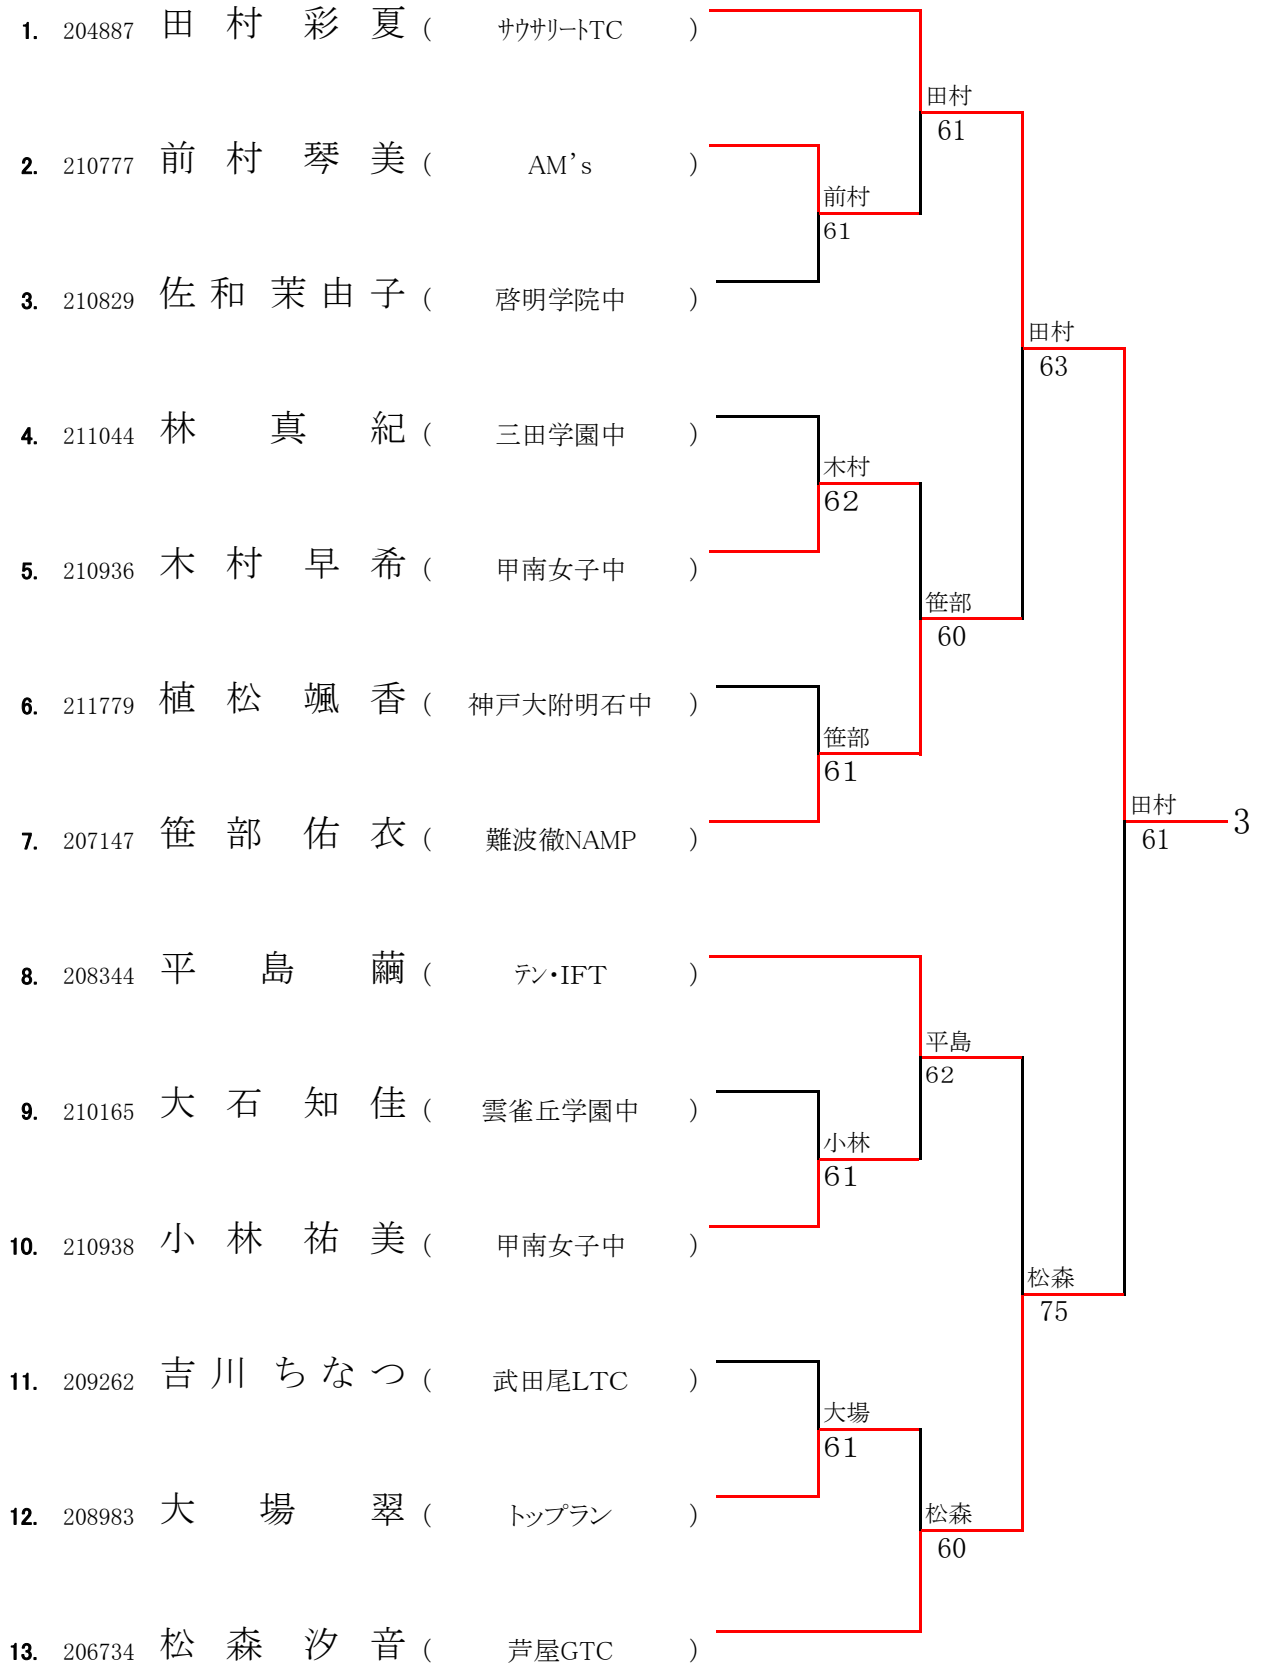 1. 204887 田村彩夏 ( サウサリートTC )
田村
61
2. 210777 前村琴美 ( AM's )
前村
61
3. 210829 佐和茉由子 ( 啓明学院中 )
田村
63
4. 211044 林真紀 ( 三田学園中 )
木村
62
5. 210936 木村早希 ( 甲南女子中 )
笹部
60
6. 211779 植松颯香 ( 神戸大附明石中 )
笹部
61
7. 207147 笹部佑衣 ( 難波徹NAMP )
田村
61
3
8. 208344 平島繭 ( テン・IFT )
平島
62
9. 210165 大石知佳 ( 雲雀丘学園中 )
小林
61
10. 210938 小林祐美 ( 甲南女子中 )
松森
75
11. 209262 吉川ちなつ ( 武田尾LTC )
大場
61
12. 208983 大場翠 ( トップラン )
松森
60
13. 206734 松森汐音 ( 芦屋GTC )